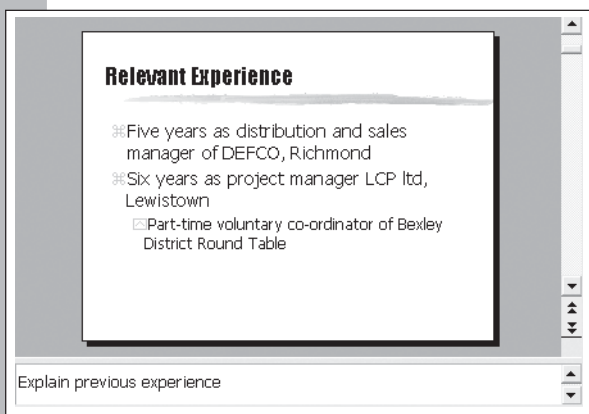 Relevant Experience
⌘Five years as distribution and sales
manager of DEFCO, Richmond
⌘Six years as project manager LCP ltd,
Lewistown
Part-time voluntary co-ordinator of Bexley
District Round Table
Explain previous experience